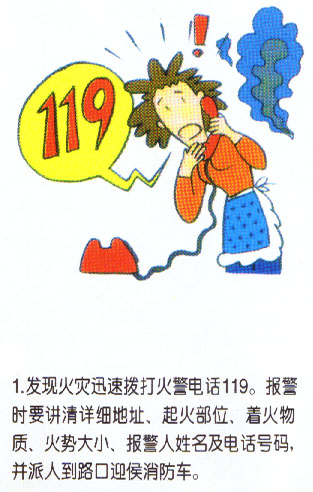 119
1.发现火灾迅速拨打火警电话119。报警
时要讲清详细地址、起火部位、着火物
质、火势大小、报警人姓名及电话号码,
并派人到路口迎侯消防车。